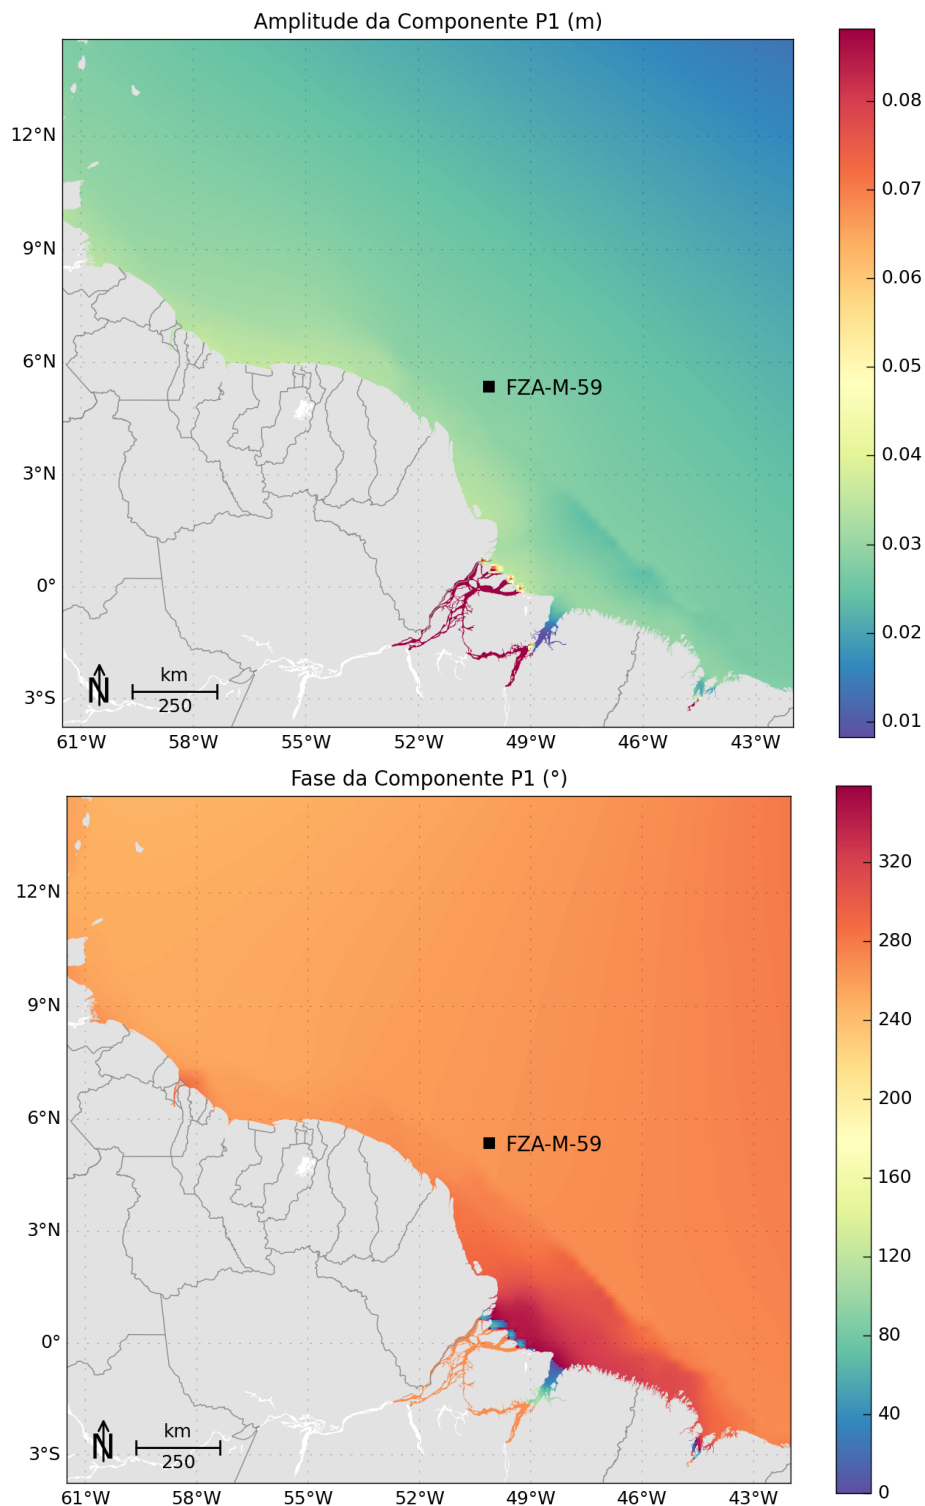 Amplitude da Componente P1 (m)
12°N
9°N
6°N
3°N
0°
3°S
FZA-M-59
N
km
250
61°W 58°W 55°W 52°W 49°W 46°W 43°W
0.08
0.07
0.06
0.05
0.04
0.03
0.02
0.01
Fase da Componente P1 (°)
12°N
9°N
6°N
3°N
0°
3°S
FZA-M-59
N
km
250
61°W 58°W 55°W 52°W 49°W 46°W 43°W
320
280
240
200
160
120
80
40
0